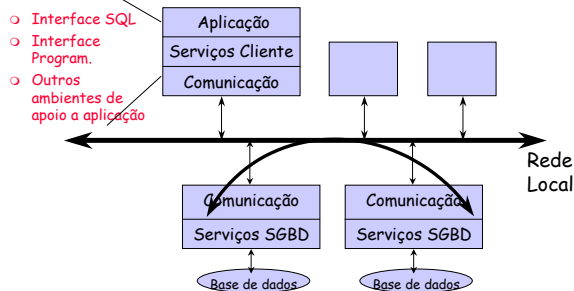 Interface SQL
Interface
Program.
Outros
ambientes de
apoio a aplicação
Aplicação
Serviços Cliente
Comunicação
Rede
Local
Comunicação
Serviços SGBD
Base de dados
Comunicação
Serviços SGBD
Base de dados